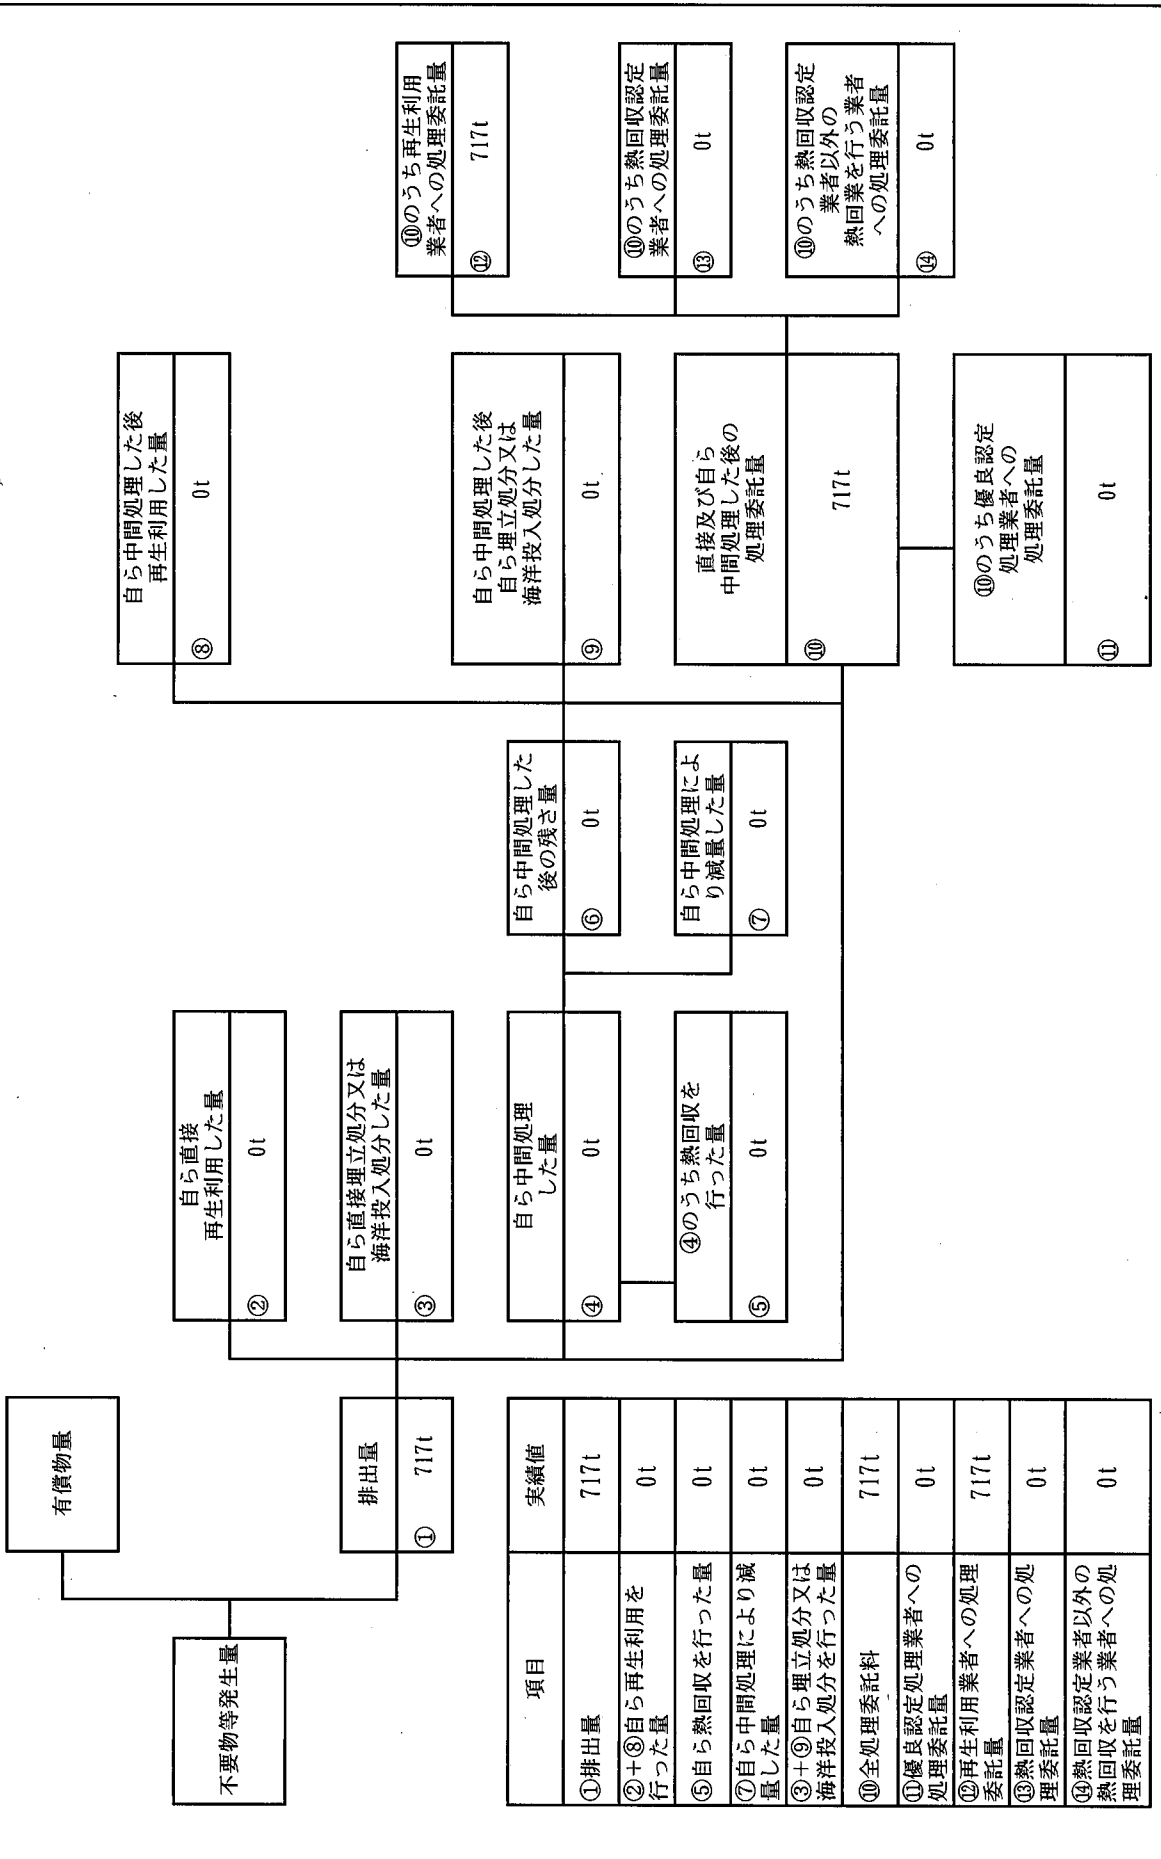 不要物等発生量
有償物量
排出量
① 717t
自ら直接
再生利用した量
② 0t
自ら直接埋立処分又は
海洋投入処分した量
③ 0t
自ら中間処理
した量
④ 0t
④のうち熱回収を
行った量
⑤ 0t
自ら中間処理した
後の残さ量
⑥ 0t
自ら中間処理によ
り減量した量
⑦ 0t
自ら中間処理した後
再生利用した量
⑧ 0t
自ら中間処理した後
自ら埋立処分又は
海洋投入処分した量
⑨ 0t
直接及び自ら
中間処理した後の
処理委託量
⑩ 717t
⑩のうち優良認定
処理業者への
処理委託量
⑪ 0t
⑩のうち再生利用
業者への処理委託量
⑫ 717t
⑩のうち熱回収認定
業者への処理委託量
⑬ 0t
⑩のうち熱回収認定
業者以外の
熱回業を行う業者
への処理委託量
⑭ 0t
項目 実績値
①排出量 717t
②+⑧自ら再生利用を
行った量 0t
⑤自ら熱回収を行った量 0t
⑦自ら中間処理により減
量した量 0t
③+⑨自ら埋立処分又は
海洋投入処分を行った量 0t
⑩全処理委託料 717t
⑪優良認定処理業者への
処理委託量 0t
⑫再生利用業者への処理
委託量 717t
⑬熱回収認定業者への処
理委託量 0t
⑭熱回収認定業者以外の
熱回収を行う業者への処
理委託量 0t